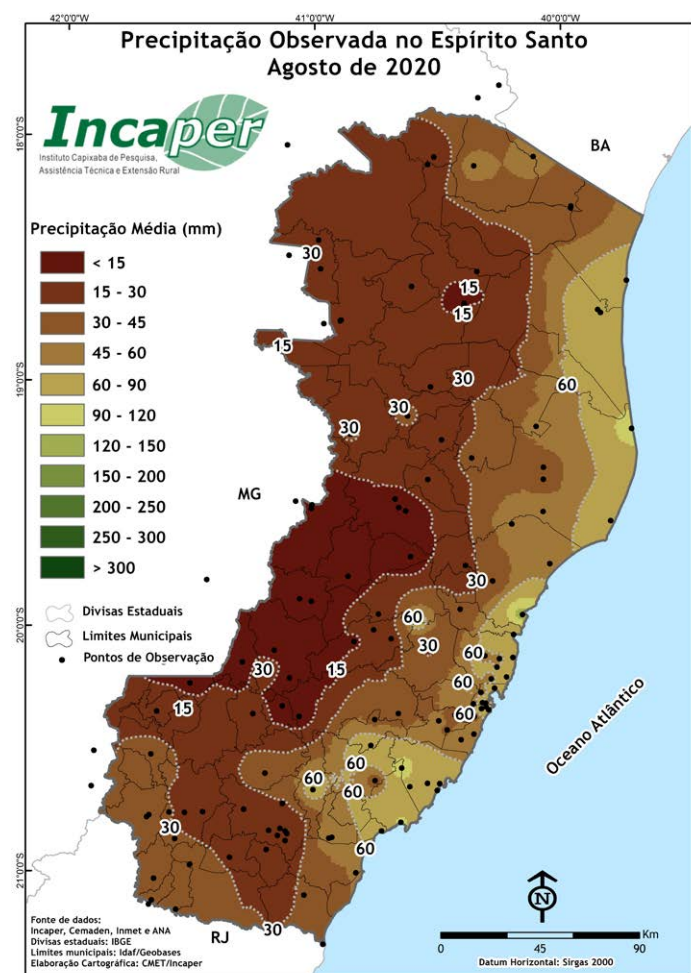 42°0'0"W
41°0'0"W
40°0'0"W
Precipitação Observada no Espírito Santo
Agosto de 2020
18°0'0"S
19°0'0"S
20°0'0"S
21°0'0"S
Incaper
Instituto Capixaba de Pesquisa,
Assistência Técnica e Extensão Rural
BA
Precipitação Média (mm)
< 15
15 - 30
30 - 45
45 - 60
60 - 90
90 - 120
120 - 150
150 - 200
200 - 250
250 - 300
> 300
MG
Divisas Estaduais
Limites Municipais
Pontos de Observação
30
15
15
15
30
60
30
30
30
60
30
60
30
15
60
15
60
60
60
60
30
60
30
Oceano Atlântico
RJ
Fonte de dados:
Incaper, Cemaden, Inmet e ANA
Divisas estaduais: IBGE
Limites municipais: Idaf/Geobases
Elaboração Cartográfica: CMET/Incaper
N
Km
0 45 90
Datum Horizontal: Sirgas 2000